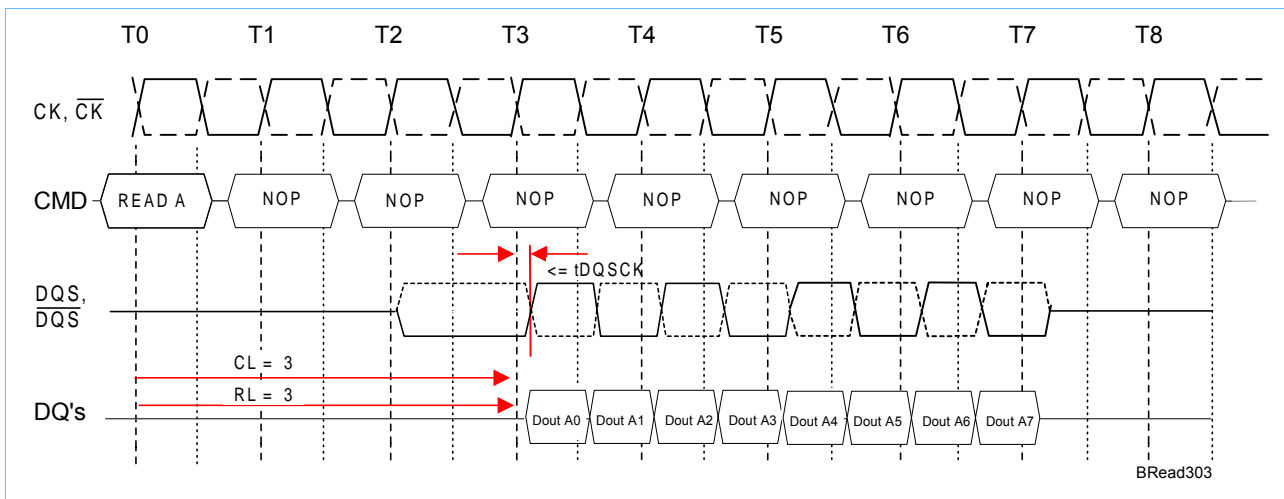 T0 T1 T2 T3 T4 T5 T6 T7 T8
CK, CK
CMD READ A NOP NOP NOP NOP NOP NOP NOP NOP
<= tDQSCK
DQS,
DQS
CL = 3
RL = 3
DQ's Dout A0 Dout A1 Dout A2 Dout A3 Dout A4 Dout A5 Dout A6 Dout A7
BRead303